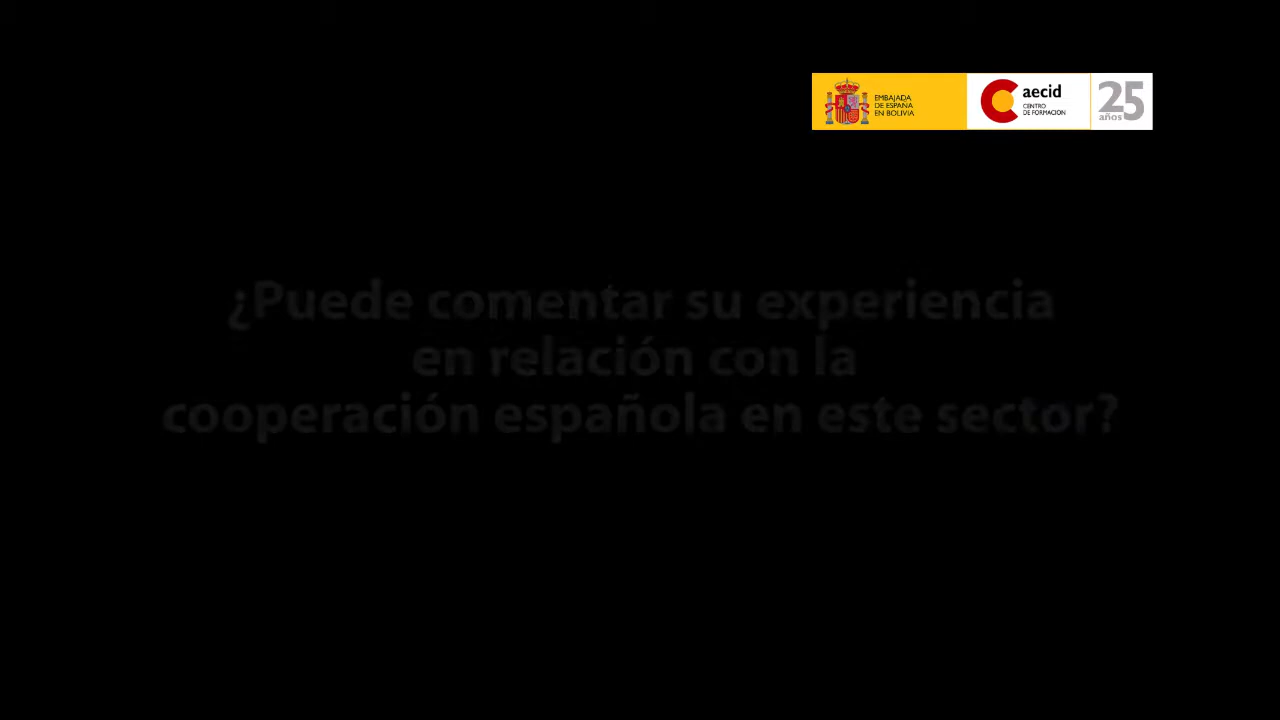 EMBAJADA
DE ESPAÑA
EN BOLIVIA
aecid
CENTRO
DE FORMACIÓN
25
años
¿Puede comentar su experiencia
en relación con la
cooperación española en este sector?